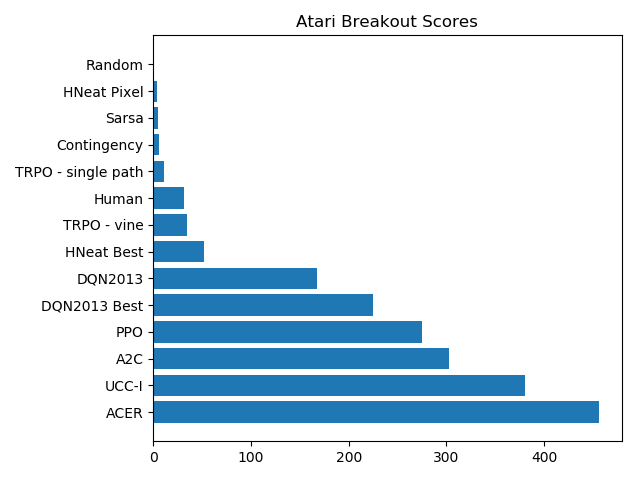 Atari Breakout Scores
Random
HNeat Pixel
Sarsa
Contingency
TRPO - single path
Human
TRPO - vine
HNeat Best
DQN2013
DQN2013 Best
PPO
A2C
UCC-I
ACER
0 100 200 300 400